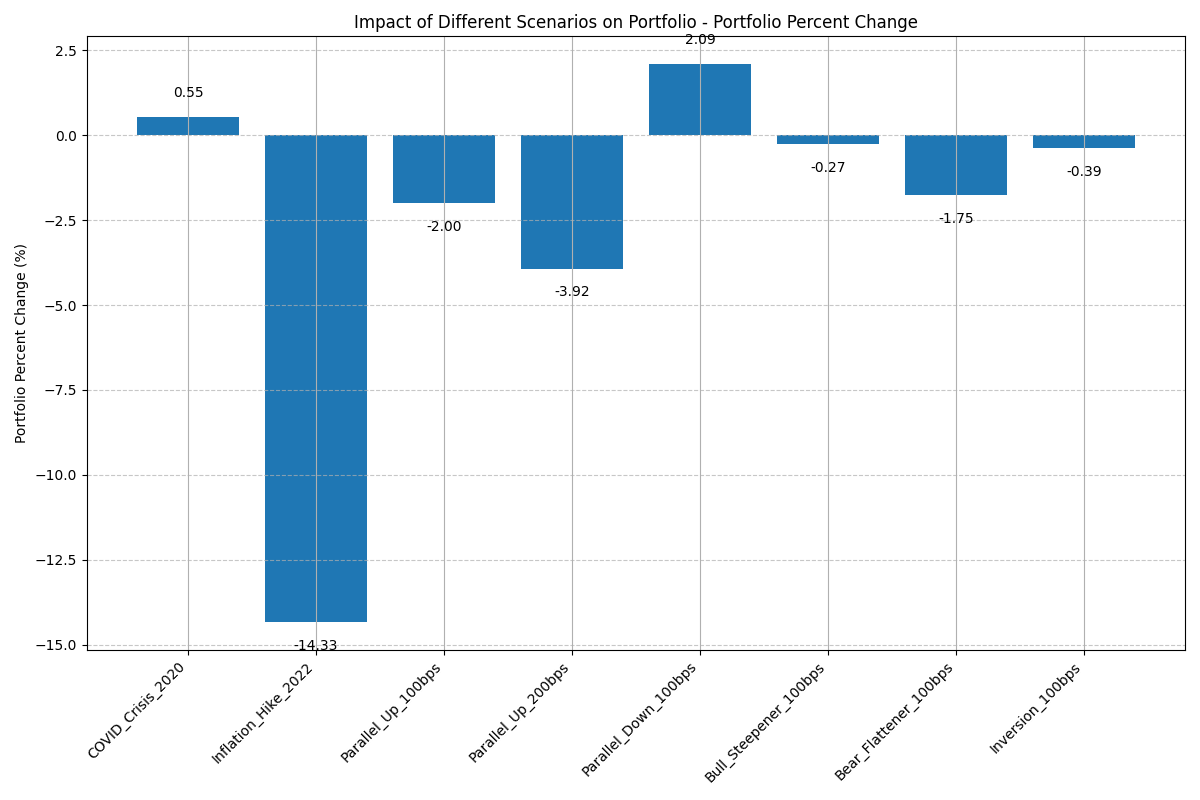 Impact of Different Scenarios on Portfolio - Portfolio Percent Change
Portfolio Percent Change (%)
2.5
0.0
−2.5
−5.0
−7.5
−10.0
−12.5
−15.0
0.55
-14.33
-2.00
-3.92
2.09
-0.27
-1.75
-0.39
COVID_Crisis_2020
Inflation_Hike_2022
Parallel_Up_100bps
Parallel_Up_200bps
Parallel_Down_100bps
Bull_Steepener_100bps
Bear_Flattener_100bps
Inversion_100bps